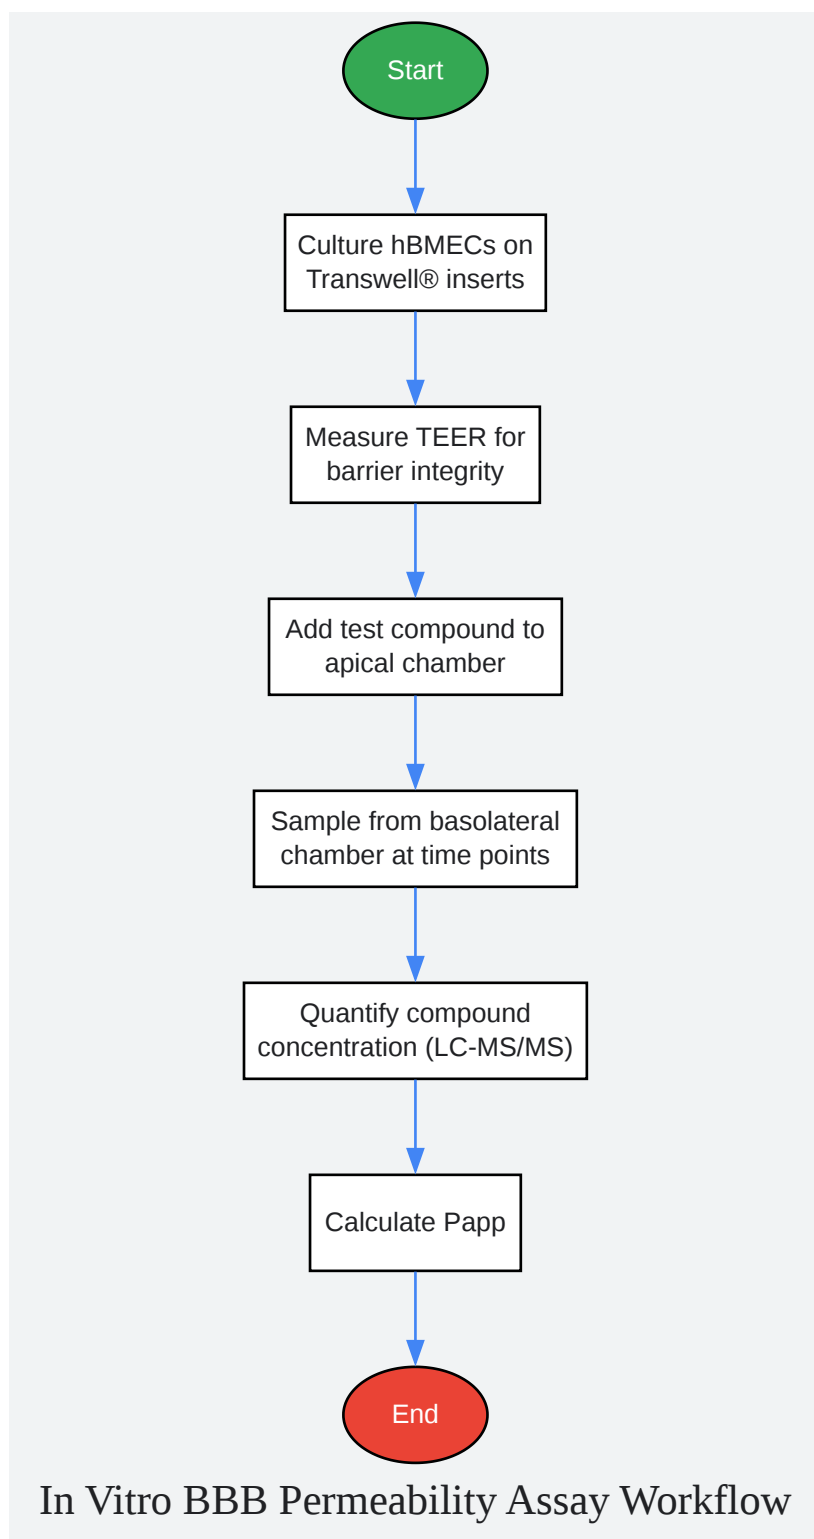 Start
Culture hBMECs on
Transwell® inserts
Measure TEER for
barrier integrity
Add test compound to
apical chamber
Sample from basolateral
chamber at time points
Quantify compound
concentration (LC-MS/MS)
Calculate Papp
End
In Vitro BBB Permeability Assay Workflow